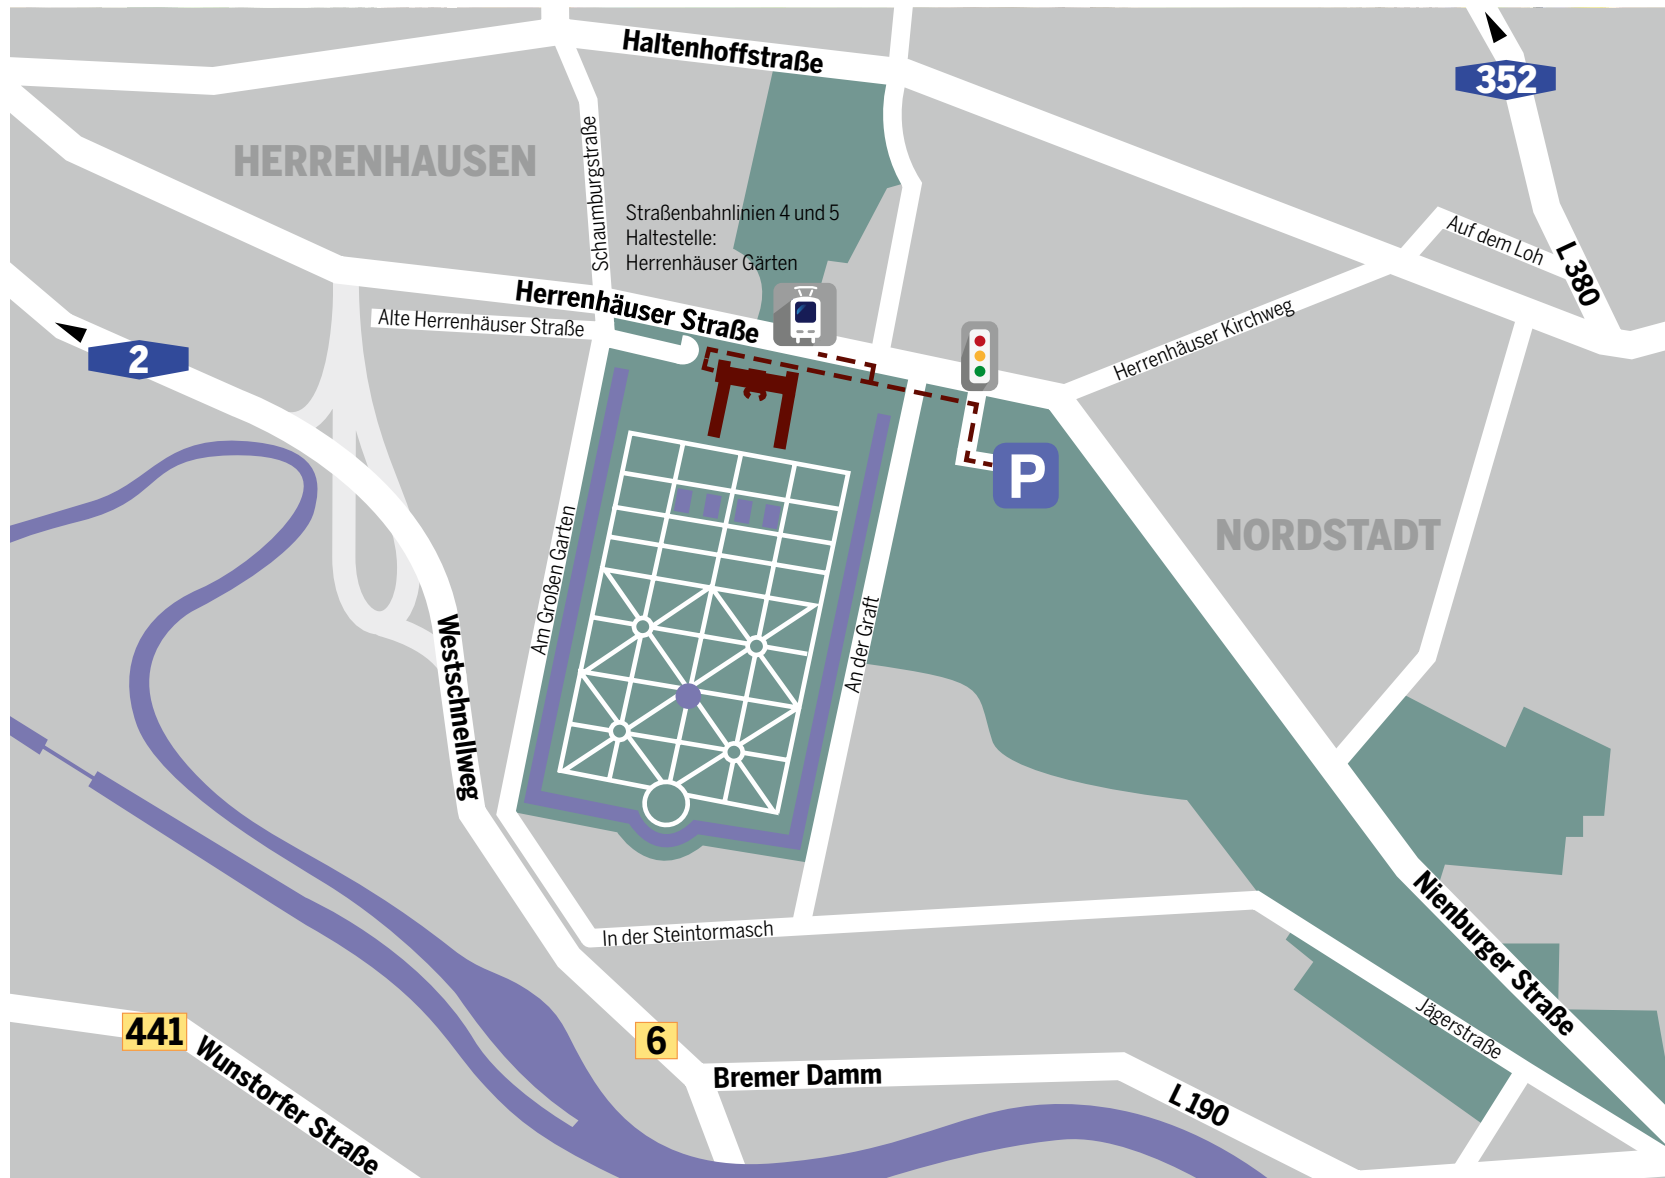 Haltenhoffstraße
352
HERRENHAUSEN
Schaumburgstraße
Straßenbahnlinien 4 und 5
Haltestelle:
Herrenhäuser Gärten
Auf dem Loh
L 380
Herrenhäuser Straße
Alte Herrenhäuser Straße
Herrenhäuser Kirchweg
2
P
NORDSTADT
Am Großen Garten
An der Graft
Westschnellweg
In der Steintormasch
Nienburger Straße
Jägerstraße
441
6
Wunstorfer Straße
Bremer Damm
L 190